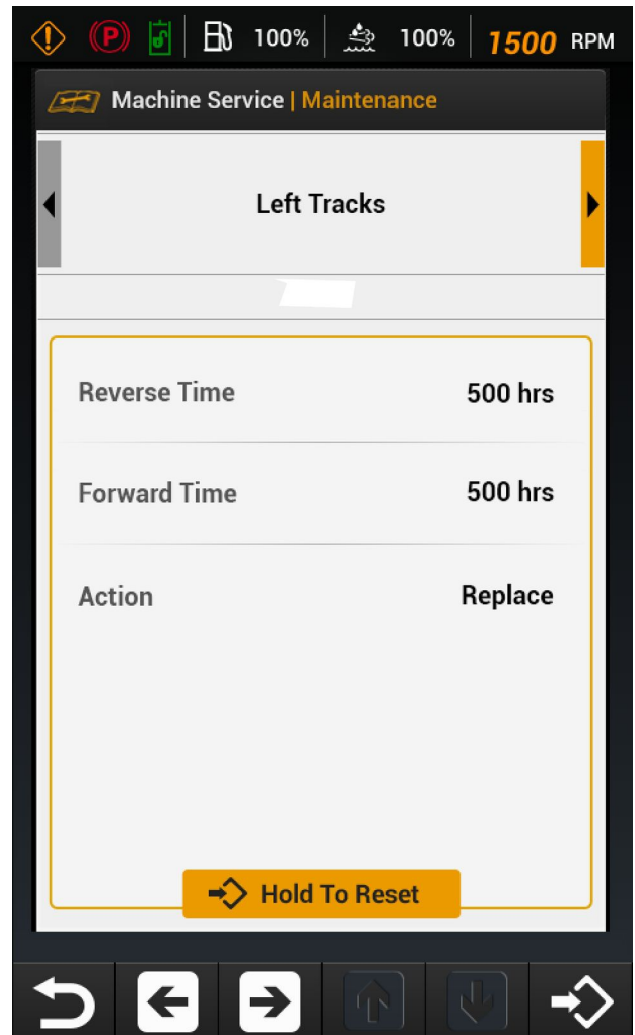 P 100% 100% 1500 RPM
Machine Service | Maintenance
Left Tracks
Reverse Time 500 hrs
Forward Time 500 hrs
Action Replace
Hold To Reset